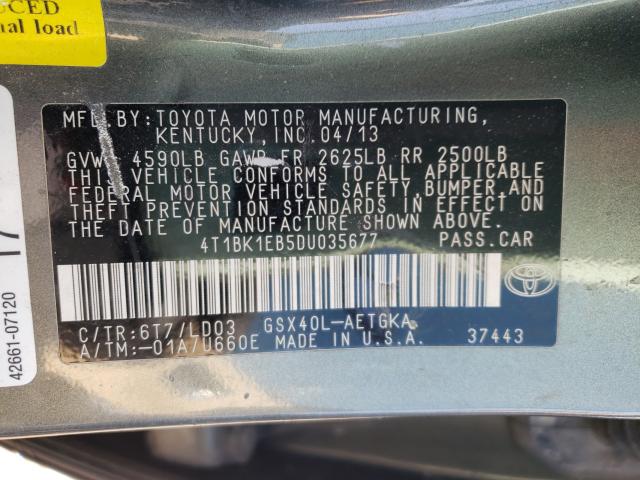 CCED
nal load
MFD.BY:TOYOTA MOTOR MANUFACTURING,
KENTUCKY,INC.04/13
GVWR 4590LB GAWR FR 2625LB RR 2500LB
THIS VEHICLE CONFORMS TO ALL APPLICABLE
FEDERAL MOTOR VEHICLE SAFETY,BUMPER,AND
THEFT PREVENTION STANDARDS IN EFFECT ON
THE DATE OF MANUFACTURE SHOWN ABOVE.
4T1BK1EB5DU035677 PASS.CAR
C/TR:6T7/LD03 GSX40L-AETGKA
A/TM:-01A/U660E MADE IN U.S.A. 37443
42661-07120